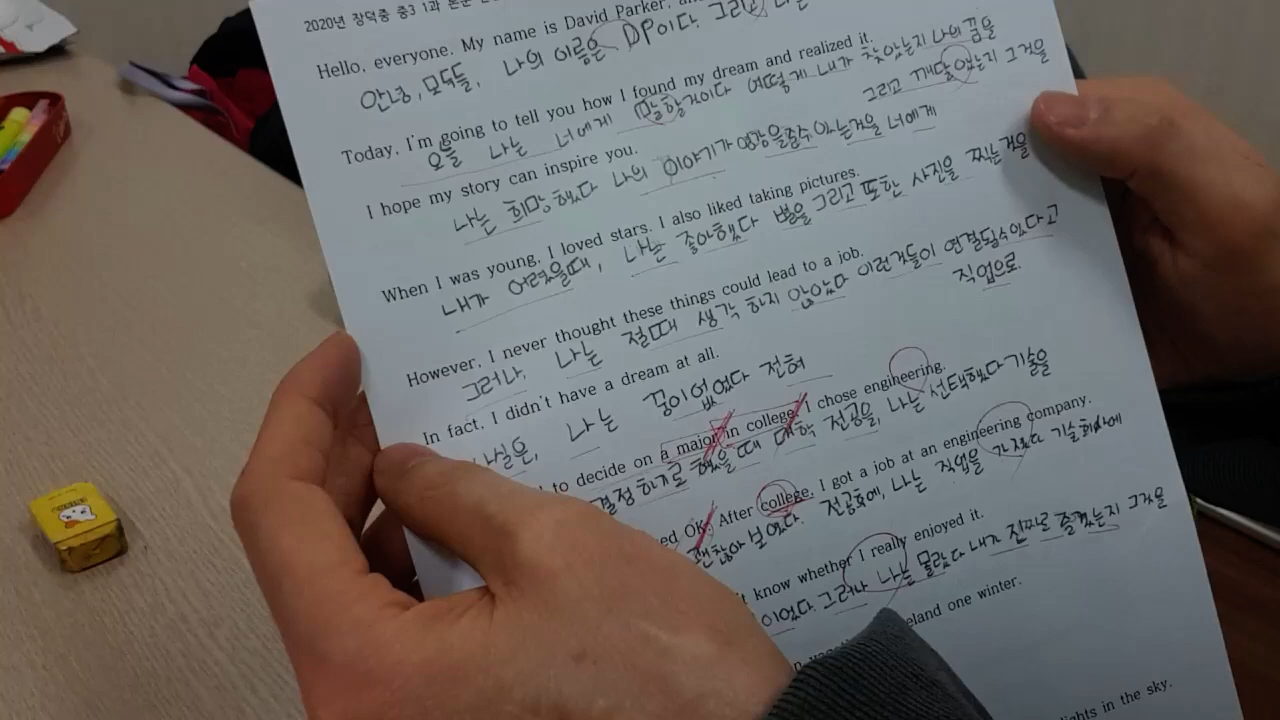 2020년 장덕중 중3 1과 본문
Hello, everyone. My name is David Parker,
안녕, 모둑들, 나의 이름은 DP이다. 그리고 나는
Today, I'm going to tell you how I found my dream and realized it.
오늘 나는 너에게 말할것이다 어떻게 내가 찾았는지 나의 꿈을
그리고 깨달았는지 그것을
I hope my story can inspire you.
나는 희망했다 나의 이야기가 영향을줄수 있는것을 너에게
When I was young, I loved stars. I also liked taking pictures.
내가 어렸을때, 나는 좋아했다 별을 그리고 또한 사진을 찍는것을
However, I never thought these things could lead to a job.
그러나, 나는 절때 생각 하지 않았다 이런것들이 연결될수있다고
직업으로.
In fact, I didn't have a dream at all.
실은, 나는 꿈이없었다 전혀
to decide on a major in college, I chose engineering.
결정 하기로 했을 때 대학 전공을, 나는 선택했다 기술을
ed OK. After college, I got a job at an engineering company.
괜찮아 보였다. 전공후에, 나는 직업을 가졌다 기술회사에
t know whether I really enjoyed it.
이었다. 그러나 나는 몰랐다 내가 진짜로 즐겼는지 그것을
eland one winter.
lights in the sky.